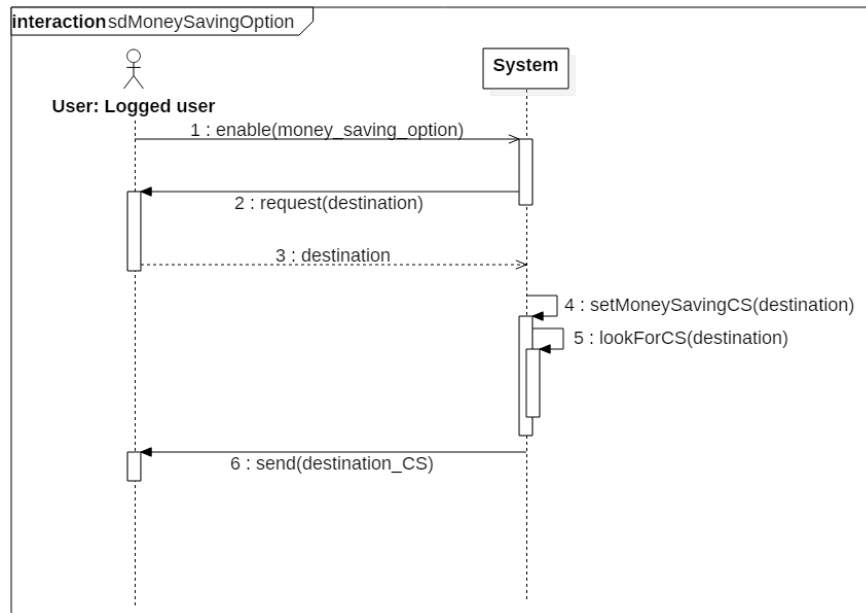 interaction sdMoneySavingOption
System
User: Logged user
1 : enable(money_saving_option)
2 : request(destination)
3 : destination
4 : setMoneySavingCS(destination)
5 : lookForCS(destination)
6 : send(destination_CS)